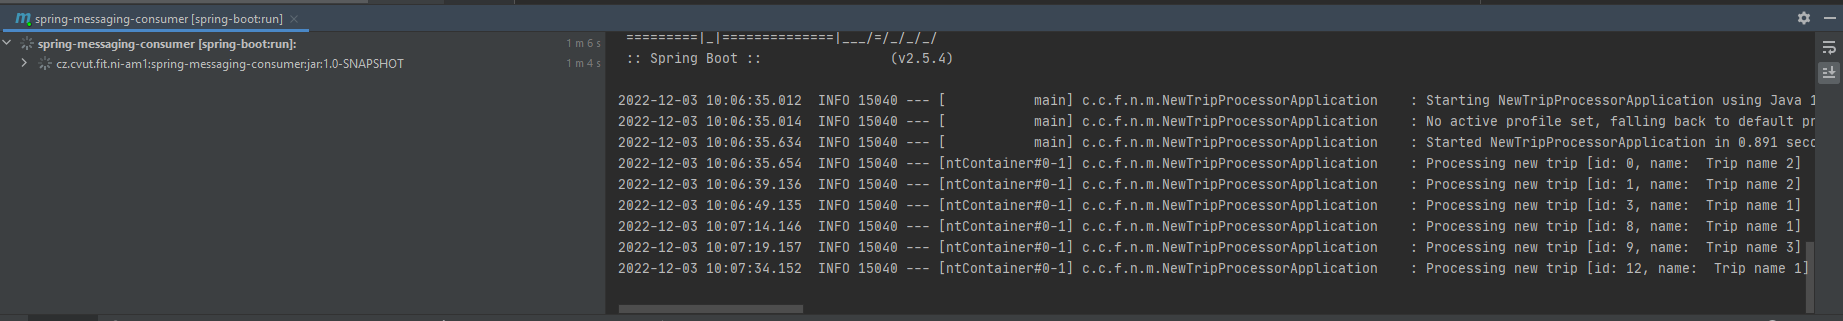 spring-messaging-consumer [spring-boot:run]
spring-messaging-consumer [spring-boot:run]: 1 m 6 s
cz.cvut.fit.ni-am1:spring-messaging-consumer:jar:1.0-SNAPSHOT 1 m 4 s
=========|_|==============|___/=/_/_/_/
:: Spring Boot :: (v2.5.4)
2022-12-03 10:06:35.012  INFO 15040 --- [           main] c.c.f.n.m.NewTripProcessorApplication    : Starting NewTripProcessorApplication using Java 1
2022-12-03 10:06:35.014  INFO 15040 --- [           main] c.c.f.n.m.NewTripProcessorApplication    : No active profile set, falling back to default pr
2022-12-03 10:06:35.634  INFO 15040 --- [           main] c.c.f.n.m.NewTripProcessorApplication    : Started NewTripProcessorApplication in 0.891 seco
2022-12-03 10:06:35.654  INFO 15040 --- [ntContainer#0-1] c.c.f.n.m.NewTripProcessorApplication    : Processing new trip [id: 0, name:  Trip name 2]
2022-12-03 10:06:39.136  INFO 15040 --- [ntContainer#0-1] c.c.f.n.m.NewTripProcessorApplication    : Processing new trip [id: 1, name:  Trip name 2]
2022-12-03 10:06:49.135  INFO 15040 --- [ntContainer#0-1] c.c.f.n.m.NewTripProcessorApplication    : Processing new trip [id: 3, name:  Trip name 1]
2022-12-03 10:07:14.146  INFO 15040 --- [ntContainer#0-1] c.c.f.n.m.NewTripProcessorApplication    : Processing new trip [id: 8, name:  Trip name 1]
2022-12-03 10:07:19.157  INFO 15040 --- [ntContainer#0-1] c.c.f.n.m.NewTripProcessorApplication    : Processing new trip [id: 9, name:  Trip name 3]
2022-12-03 10:07:34.152  INFO 15040 --- [ntContainer#0-1] c.c.f.n.m.NewTripProcessorApplication    : Processing new trip [id: 12, name:  Trip name 1]